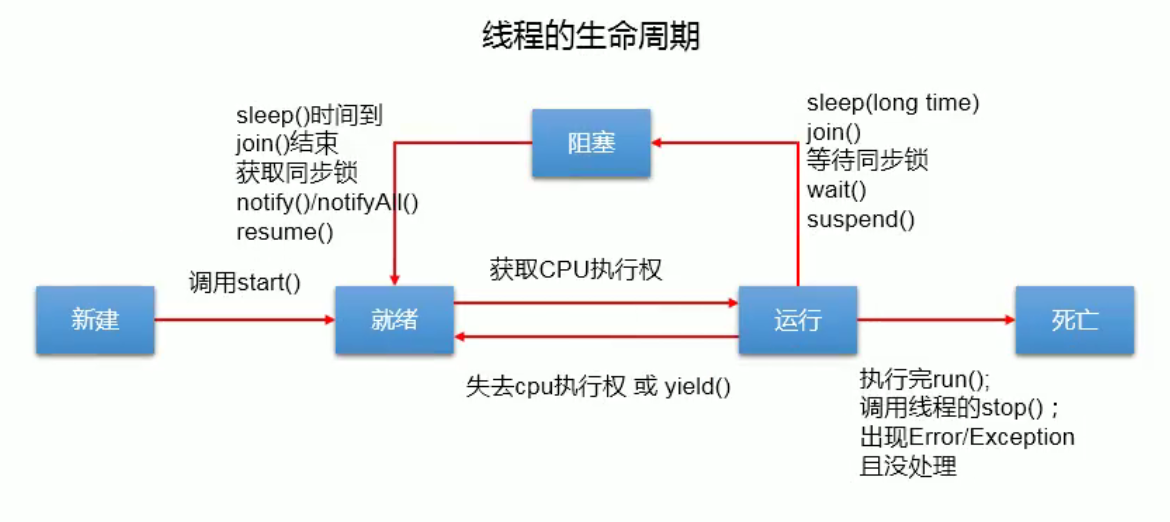 线程的生命周期
sleep()时间到
join()结束
获取同步锁
notify()/notifyAll()
resume()
阻塞
sleep(long time)
join()
等待同步锁
wait()
suspend()
调用start()
获取CPU执行权
新建
就绪
运行
死亡
失去cpu执行权 或 yield()
执行完run();
调用线程的stop()；
出现Error/Exception
且没处理